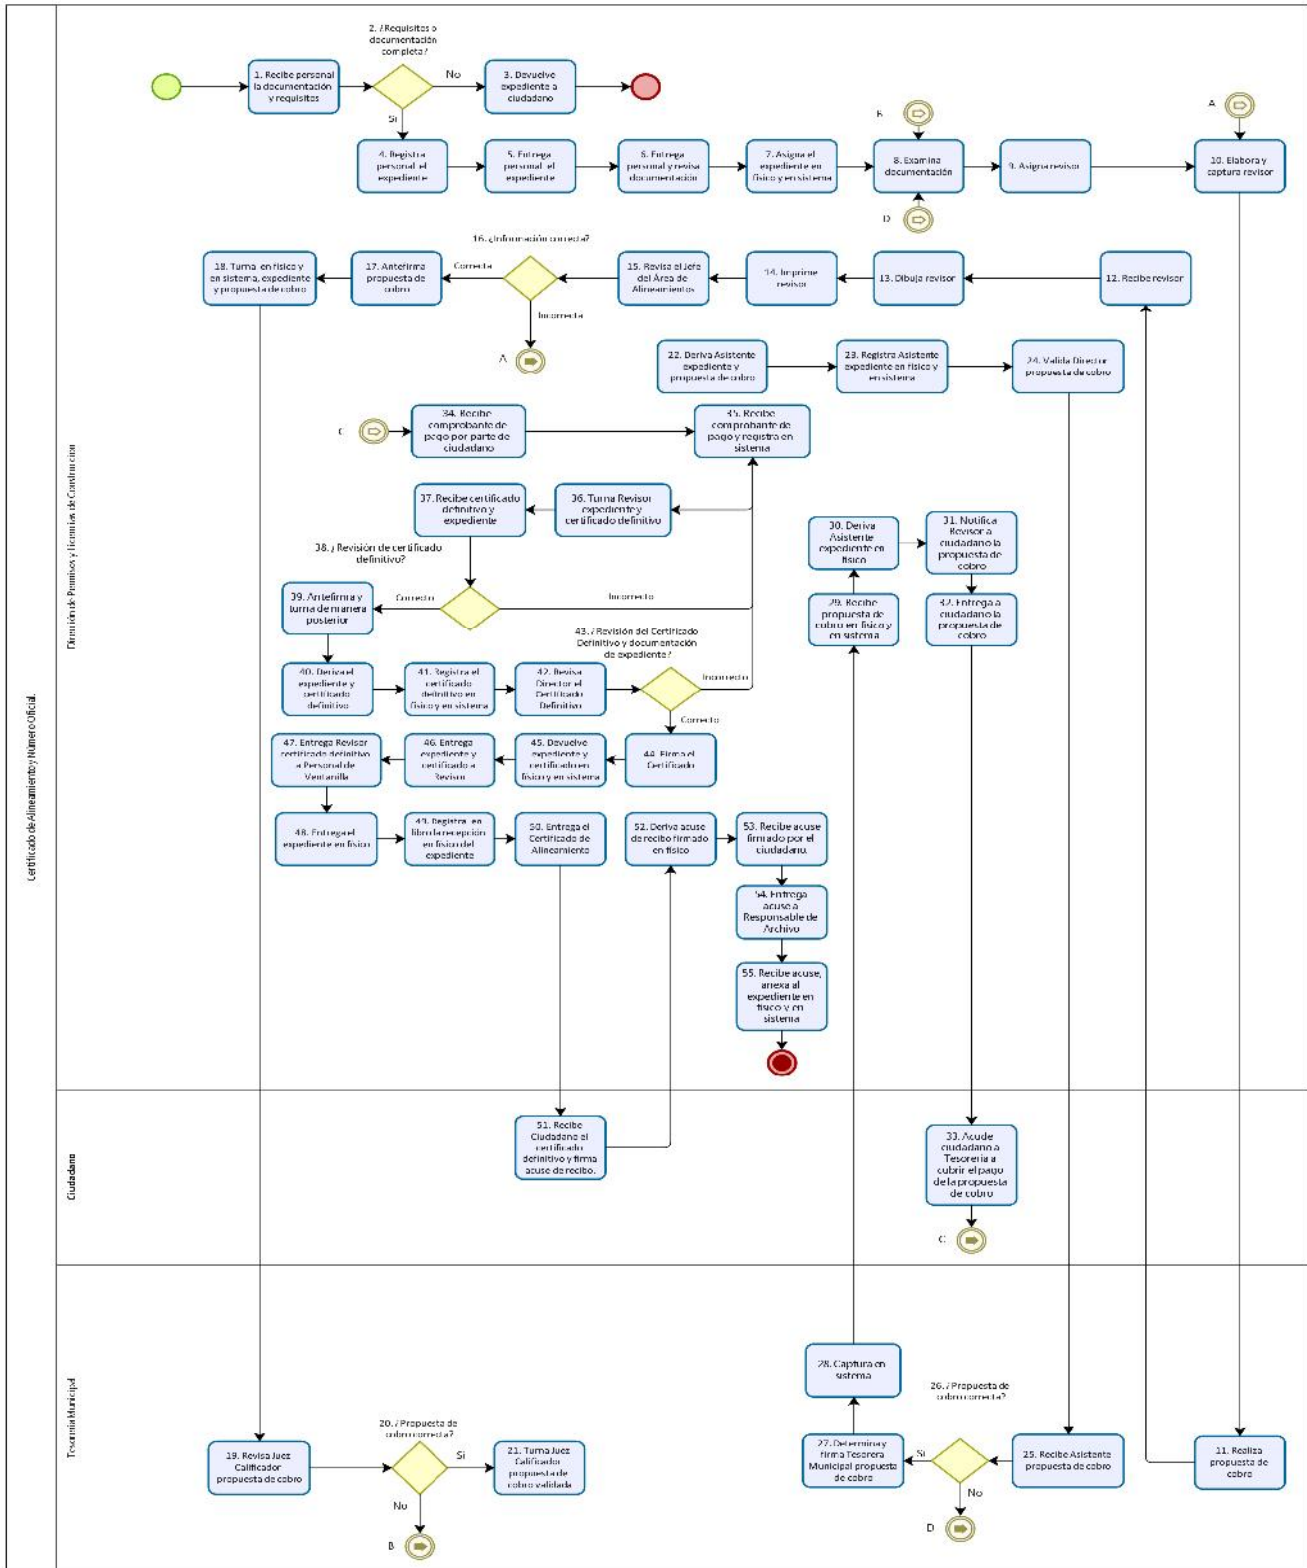 Certificado de Alineamiento y Número Oficial.
Dirección de Permisos y Licencias de Construccion
2. ¿Requisitos o
documentación
completa?
1. Recibe personal
la documentación
y requisitos
No
3. Devuelve
expediente a
ciudadano
Si
B
A
4. Registra
personal el
expediente
5. Entrega
personal el
expediente
6. Entrega
personal y revisa
documentación
7. Asigna el
expediente en
físico y en sistema
8. Examina
documentación
9. Asigna revisor
10. Elabora y
captura revisor
D
16. ¿Información correcta?
18. Turna en físico y
en sistema, expediente
y propuesta de cobro
17. Antefirma
propuesta de
cobro
Correcta
15. Revisa el Jefe
del Área de
Alineamientos
14. Imprime
revisor
13. Dibuja revisor
12. Recibe revisor
Incorrecta
A
22. Deriva Asistente
expediente y
propuesta de cobro
23. Registra Asistente
expediente en físico y
en sistema
24. Valida Director
propuesta de cobro
C
34. Recibe
comprobante de
pago por parte de
ciudadano
35. Recibe
comprobante de
pago y registra en
sistema
37. Recibe certificado
definitivo y
expediente
36. Turna Revisor
expediente y
certificado definitivo
30. Deriva
Asistente
expediente en
físico
31. Notifica
Revisor a
ciudadano la
propuesta de
cobro
38. ¿Revisión de certificado
definitivo?
39. Antefirma y
turna de manera
posterior
Correcto
Incorrecto
29. Recibe
propuesta de
cobro en físico y
en sistema
32. Entrega a
ciudadano la
propuesta de
cobro
43. ¿Revisión del Certificado
Definitivo y documentación
de expediente?
40. Deriva el
expediente y
certificado
definitivo
41. Registra el
certificado
definitivo en
físico y en sistema
42. Revisa
Director el
Certificado
Definitivo
Incorrecto
Correcto
47. Entrega Revisor
certificado definitivo
a Personal de
Ventanilla
46. Entrega
expediente y
certificado a
Revisor
45. Devuelve
expediente y
certificado en
físico y en sistema
44. Firma el
Certificado
48. Entrega el
expediente en físico
49. Registra en
libro la recepción
en físico del
expediente
50. Entrega el
Certificado de
Alineamiento
52. Deriva acuse
de recibo firmado
en físico
53. Recibe acuse
firmado por el
ciudadano.
54. Entrega
acuse a
Responsable de
Archivo
55. Recibe acuse,
anexa al
expediente en
físico y en
sistema
Ciudadano
51. Recibe
Ciudadano el
certificado
definitivo y firma
acuse de recibo.
33. Acude
ciudadano a
Tesorería a
cubrir el pago
de la propuesta
de cobro
C
Tesorería Municipal
28. Captura en
sistema
26. ¿Propuesta de
cobro correcta?
20. ¿Propuesta de
cobro correcta?
19. Revisa Juez
Calificador
propuesta de cobro
Si
21. Turna Juez
Calificador
propuesta de
cobro validada
27. Determina y
firma Tesorera
Municipal propuesta
de cobro
Si
25. Recibe Asistente
propuesta de cobro
11. Realiza
propuesta de
cobro
No
No
B
D